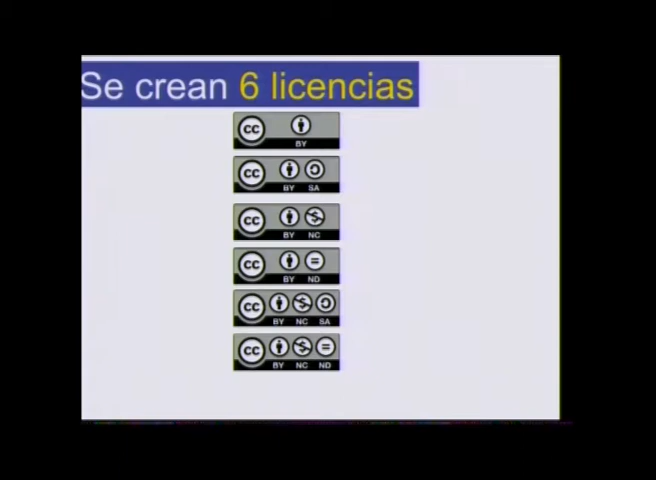 Se crean 6 licencias
cc
BY
cc
BY SA
cc
BY NC
cc
BY ND
cc
BY NC SA
cc
BY NC ND